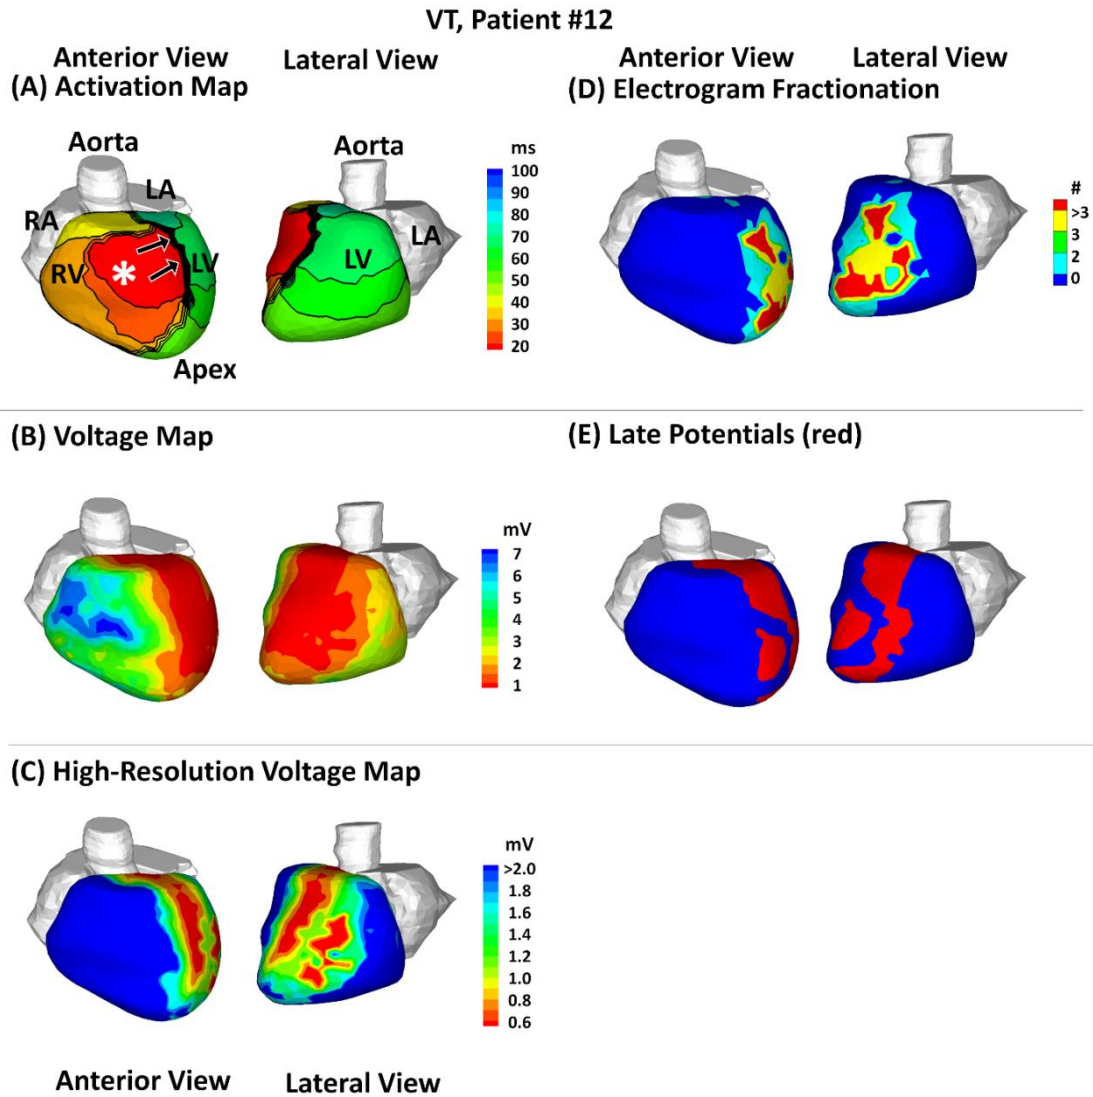 VT, Patient #12
Anterior View Lateral View
(A) Activation Map
Aorta
LA
RA
RV
*
LV
Apex
Aorta
LA
LV
ms
100
90
80
70
60
50
40
30
20
Anterior View Lateral View
(D) Electrogram Fractionation
#
>3
3
2
0
(B) Voltage Map
mV
7
6
5
4
3
2
1
(E) Late Potentials (red)
(C) High-Resolution Voltage Map
mV
>2.0
1.8
1.6
1.4
1.2
1.0
0.8
0.6
Anterior View Lateral View